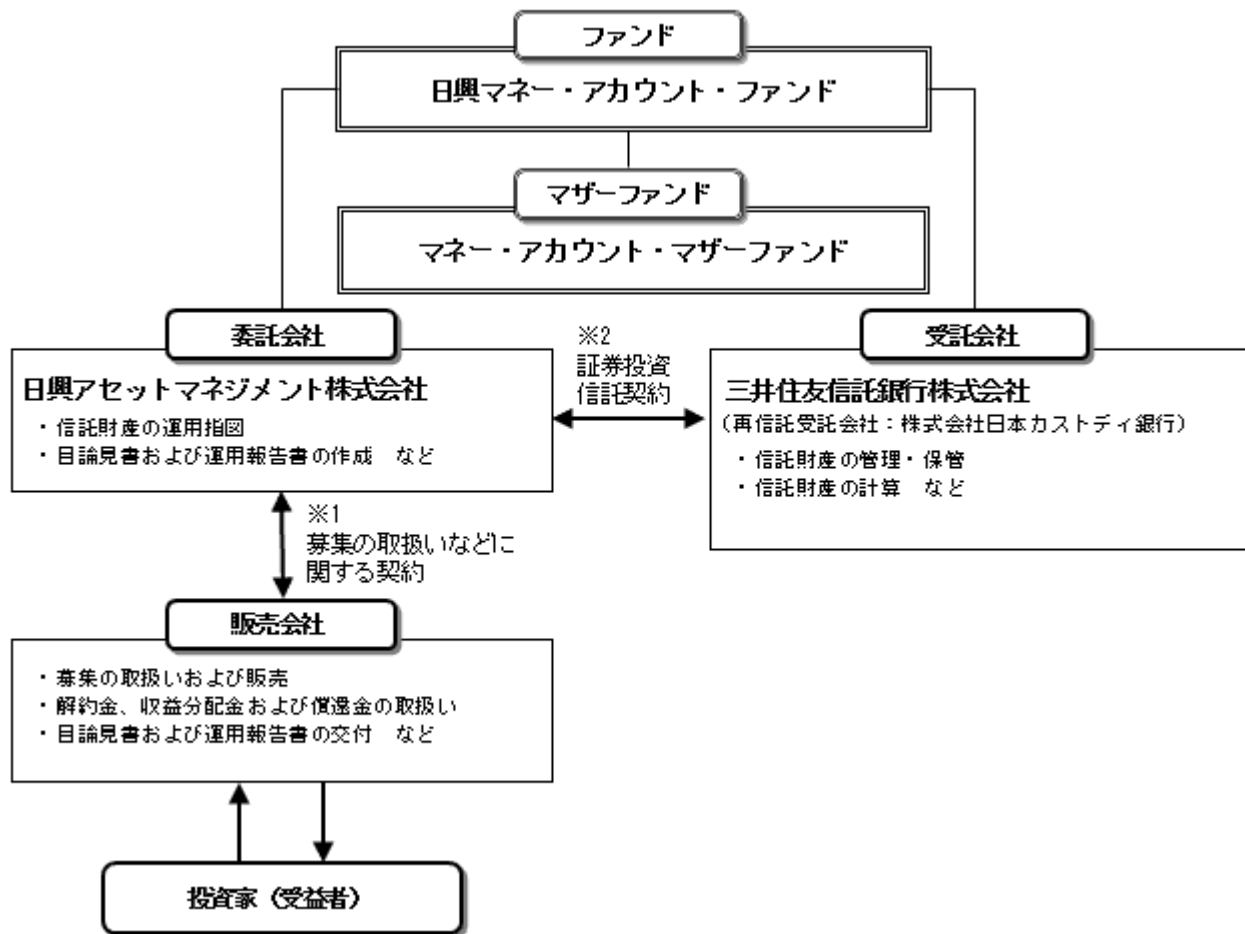 ファンド
日興マネー・アカウント・ファンド
マザーファンド
マネー・アカウント・マザーファンド
委託会社
日興アセットマネジメント株式会社
・信託財産の運用指図
・目論見書および運用報告書の作成　など
※2
証券投資
信託契約
受託会社
三井住友信託銀行株式会社
（再信託受託会社：株式会社日本カストディ銀行）
・信託財産の管理・保管
・信託財産の計算　など
※1
募集の取扱いなどに
関する契約
販売会社
・募集の取扱いおよび販売
・解約金、収益分配金および償還金の取扱い
・目論見書および運用報告書の交付　など
投資家（受益者）